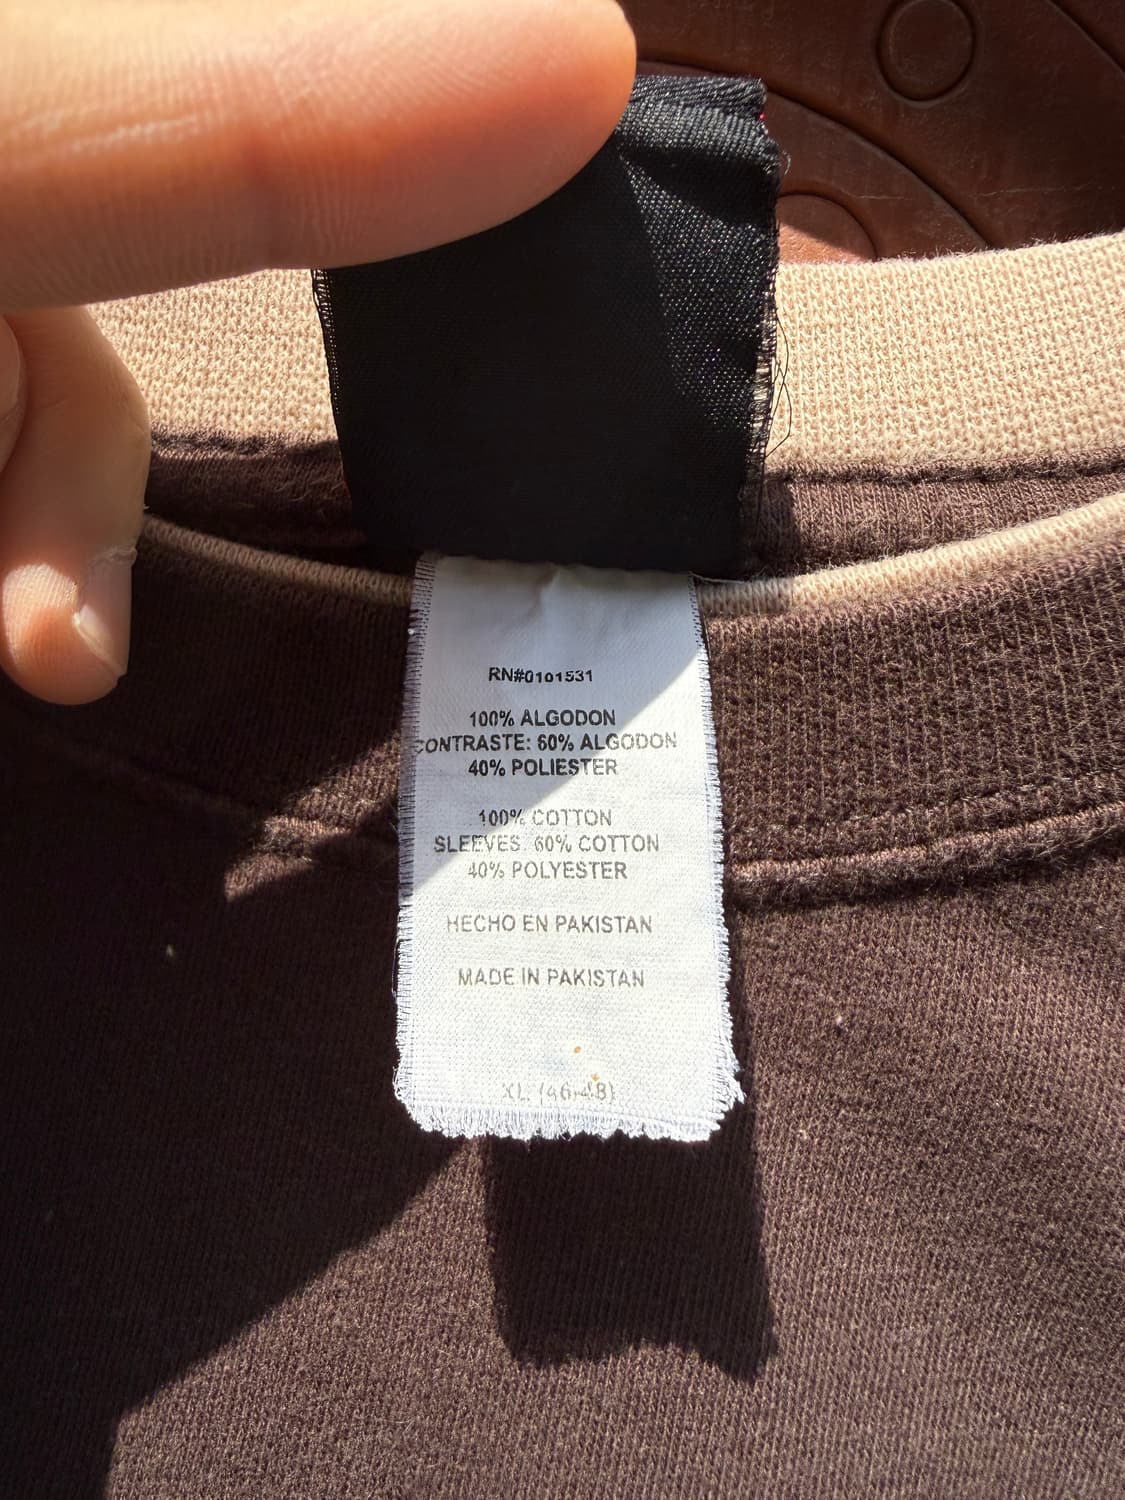 RN#0101531
100% ALGODON
CONTRASTE: 60% ALGODON
40% POLIESTER
100% COTTON
SLEEVES. 60% COTTON
40% POLYESTER
HECHO EN PAKISTAN
MADE IN PAKISTAN
XL (46-48)